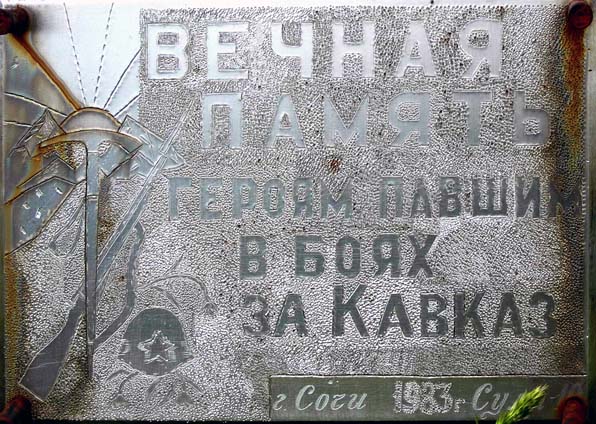 ВЕЧНАЯ
ПАМЯТЬ
ГЕРОЯМ ПАВШИМ
В БОЯХ
ЗА КАВКАЗ
г. Сочи 1983г